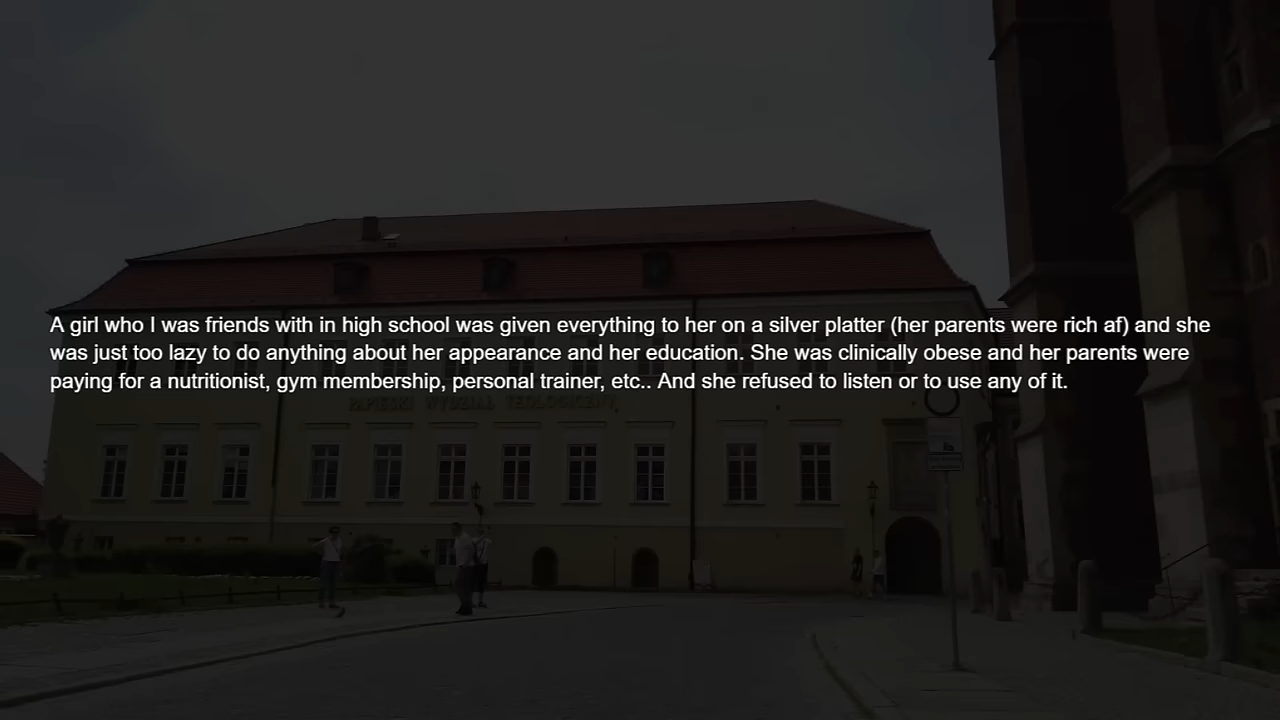 A girl who I was friends with in high school was given everything to her on a silver platter (her parents were rich af) and she
was just too lazy to do anything about her appearance and her education. She was clinically obese and her parents were
paying for a nutritionist, gym membership, personal trainer, etc.. And she refused to listen or to use any of it.
PAPIESKI WYDZIAŁ TEOLOGICZNY